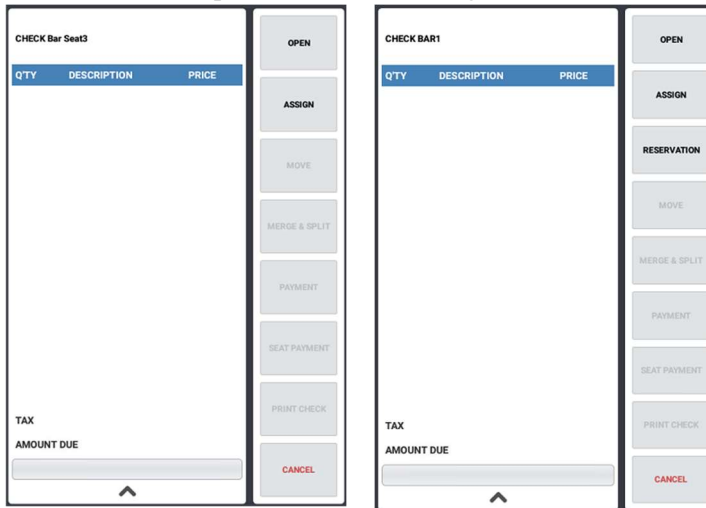 CHECK Bar Seat3
Q'TY DESCRIPTION PRICE
TAX
AMOUNT DUE
OPEN
ASSIGN
MOVE
MERGE & SPLIT
PAYMENT
SEAT PAYMENT
PRINT CHECK
CANCEL
CHECK BAR1
Q'TY DESCRIPTION PRICE
TAX
AMOUNT DUE
OPEN
ASSIGN
RESERVATION
MOVE
MERGE & SPLIT
PAYMENT
SEAT PAYMENT
PRINT CHECK
CANCEL